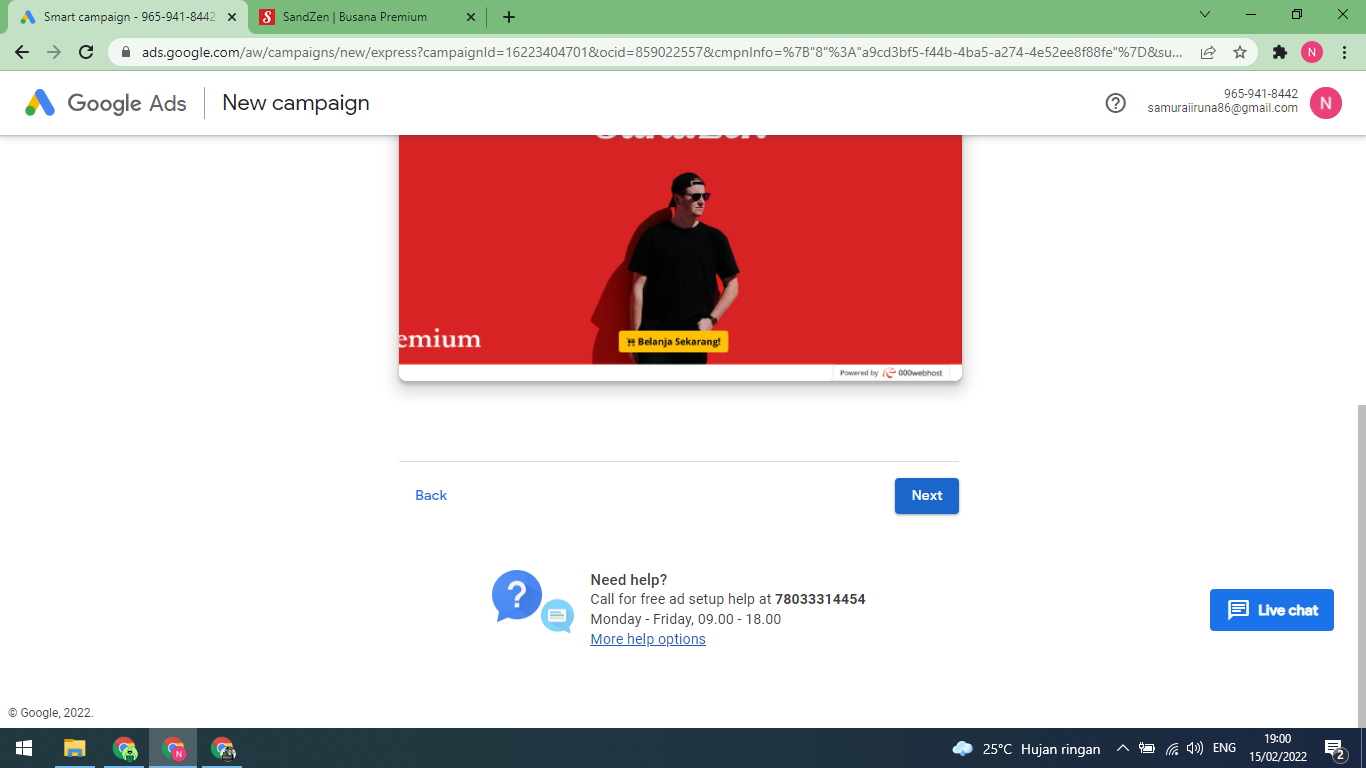 Smart campaign - 965-941-8442
SandZen | Busana Premium
ads.google.com/aw/campaigns/new/express?campaignId=16223404701&ocid=859022557&cmpnInfo=%7B"8"%3A"a9cd3bf5-f44b-4ba5-a274-4e52ee8f88fe"%7D&su...
N
Google Ads
New campaign
965-941-8442
samuraiiruna86@gmail.com
N
SandZen
emium
Belanja Sekarang!
Powered by 000webhost
Back
Next
Need help?
Call for free ad setup help at 78033314454
Monday - Friday, 09.00 - 18.00
More help options
Live chat
© Google, 2022.
25°C Hujan ringan
ENG
19:00
15/02/2022
2